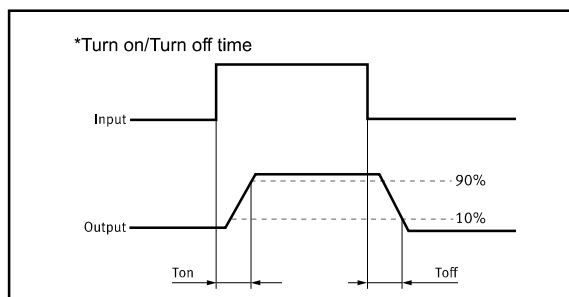 *Turn on/Turn off time
Input
90%
10%
Output
Ton
Toff